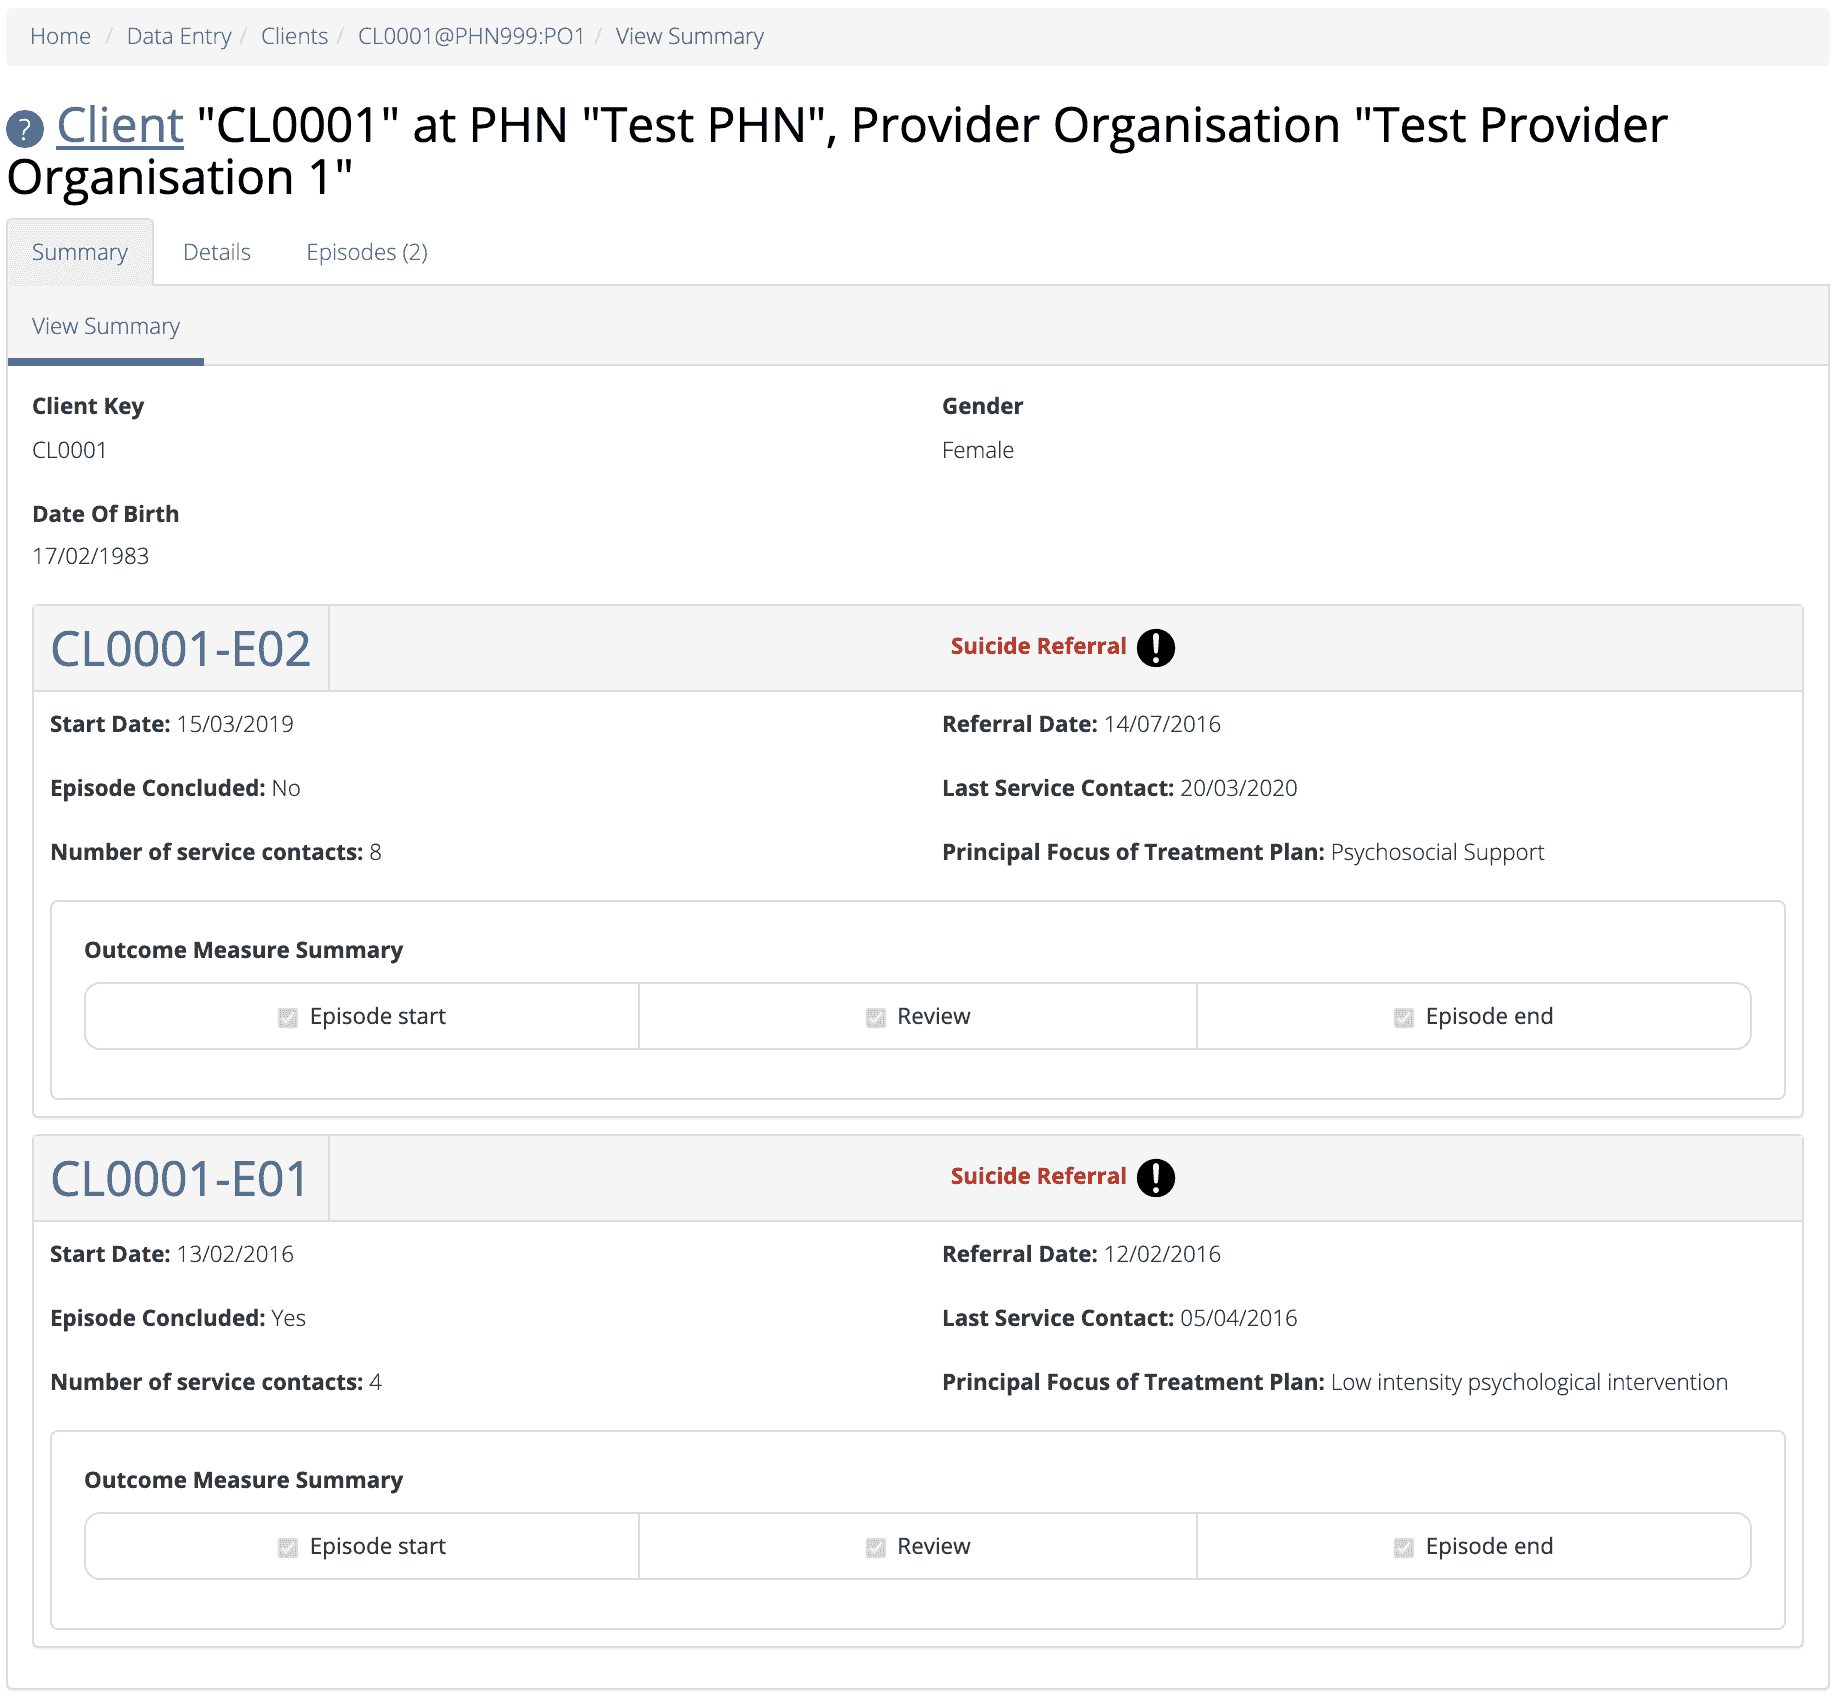 Home / Data Entry / Clients / CL0001@PHN999:PO1 / View Summary
? Client "CL0001" at PHN "Test PHN", Provider Organisation "Test Provider
Organisation 1"
Summary Details Episodes (2)
View Summary
Client Key Gender
CL0001 Female
Date Of Birth
17/02/1983
CL0001-E02 Suicide Referral !
Start Date: 15/03/2019 Referral Date: 14/07/2016
Episode Concluded: No Last Service Contact: 20/03/2020
Number of service contacts: 8 Principal Focus of Treatment Plan: Psychosocial Support
Outcome Measure Summary
Episode start Review Episode end
CL0001-E01 Suicide Referral !
Start Date: 13/02/2016 Referral Date: 12/02/2016
Episode Concluded: Yes Last Service Contact: 05/04/2016
Number of service contacts: 4 Principal Focus of Treatment Plan: Low intensity psychological intervention
Outcome Measure Summary
Episode start Review Episode end